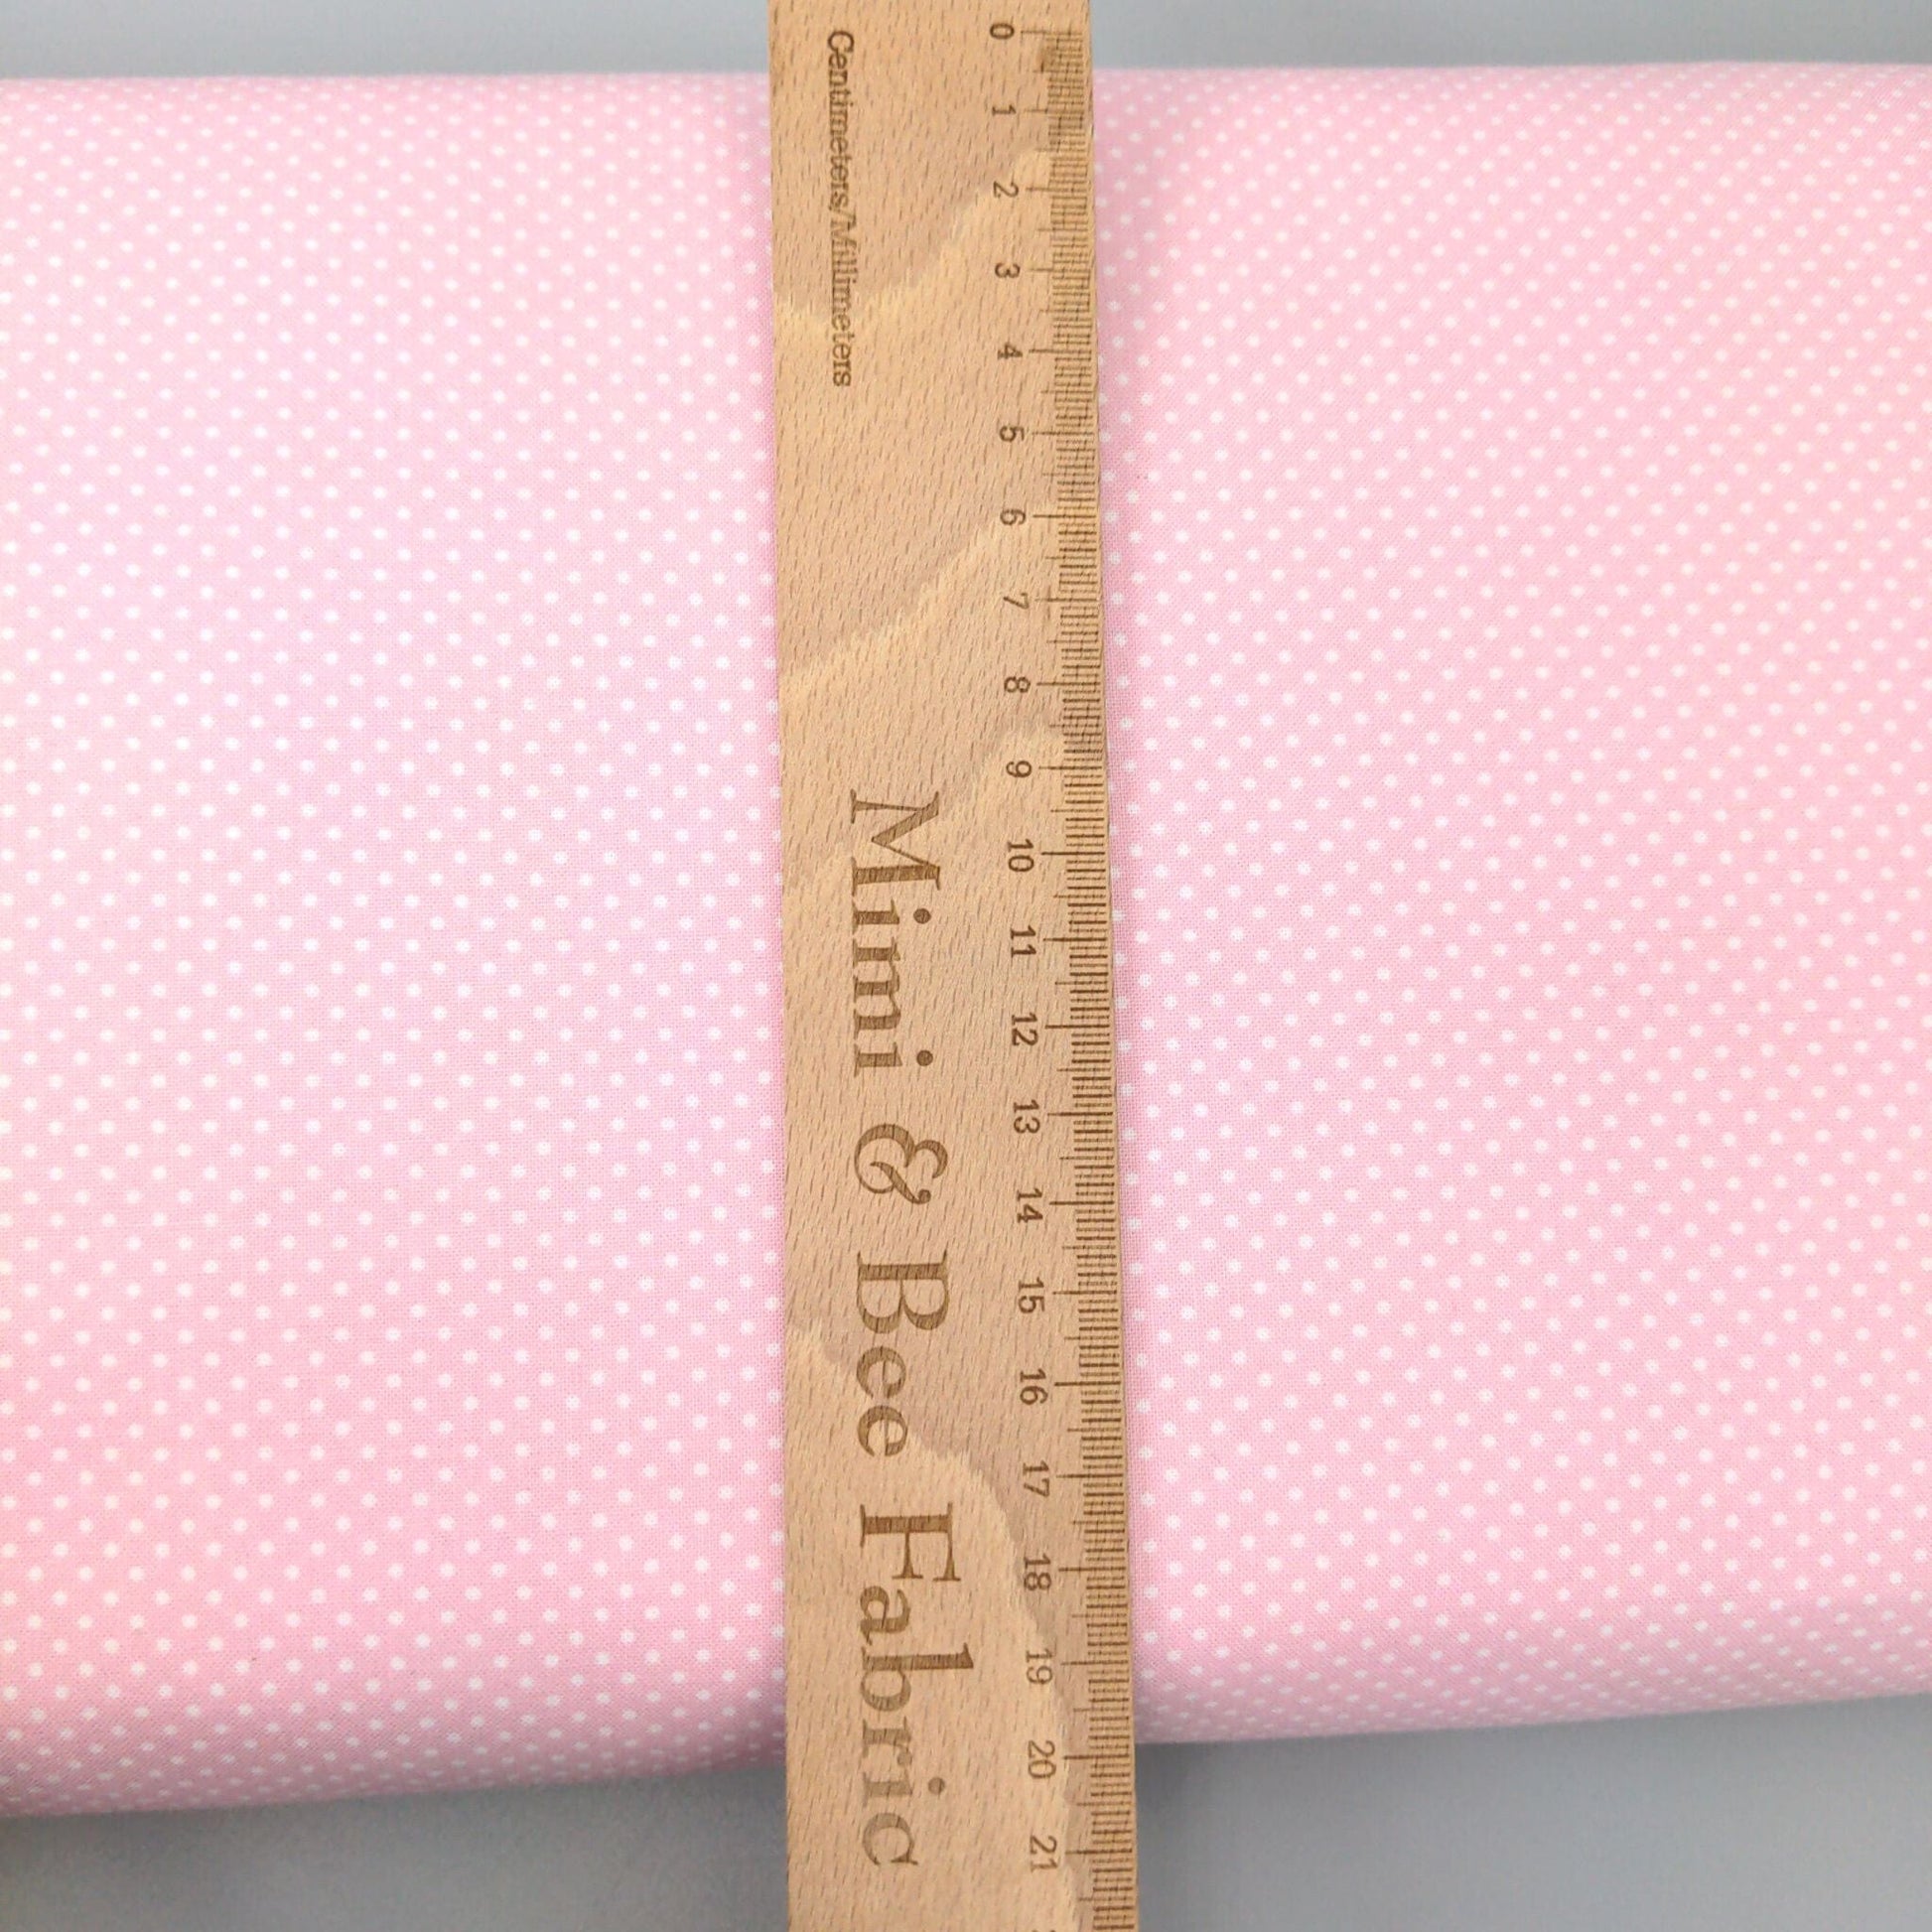 Centimeters/Millimeters
0 1 2 3 4 5 6 7 8 9 10 11 12 13 14 15 16 17 18 19 20 21
Mimi & Bee Fabric